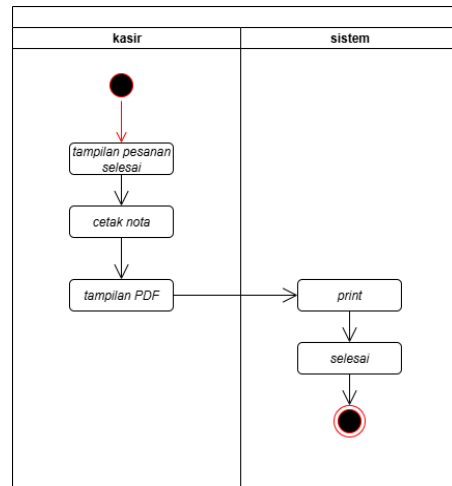 kasir
sistem
tampilan pesanan
selesai
cetak nota
tampilan PDF
print
selesai